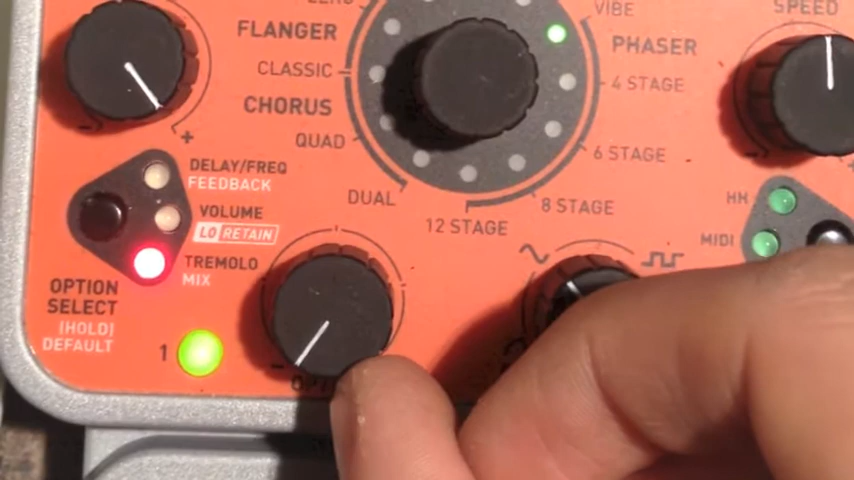 VIBE
SPEED
FLANGER
PHASER
CLASSIC
4 STAGE
CHORUS
QUAD
6 STAGE
DELAY/FREQ
FEEDBACK
DUAL
8 STAGE
HH
VOLUME
12 STAGE
LO RETAIN
MIDI
TREMOLO
MIX
OPTION
SELECT
(HOLD)
DEFAULT
1